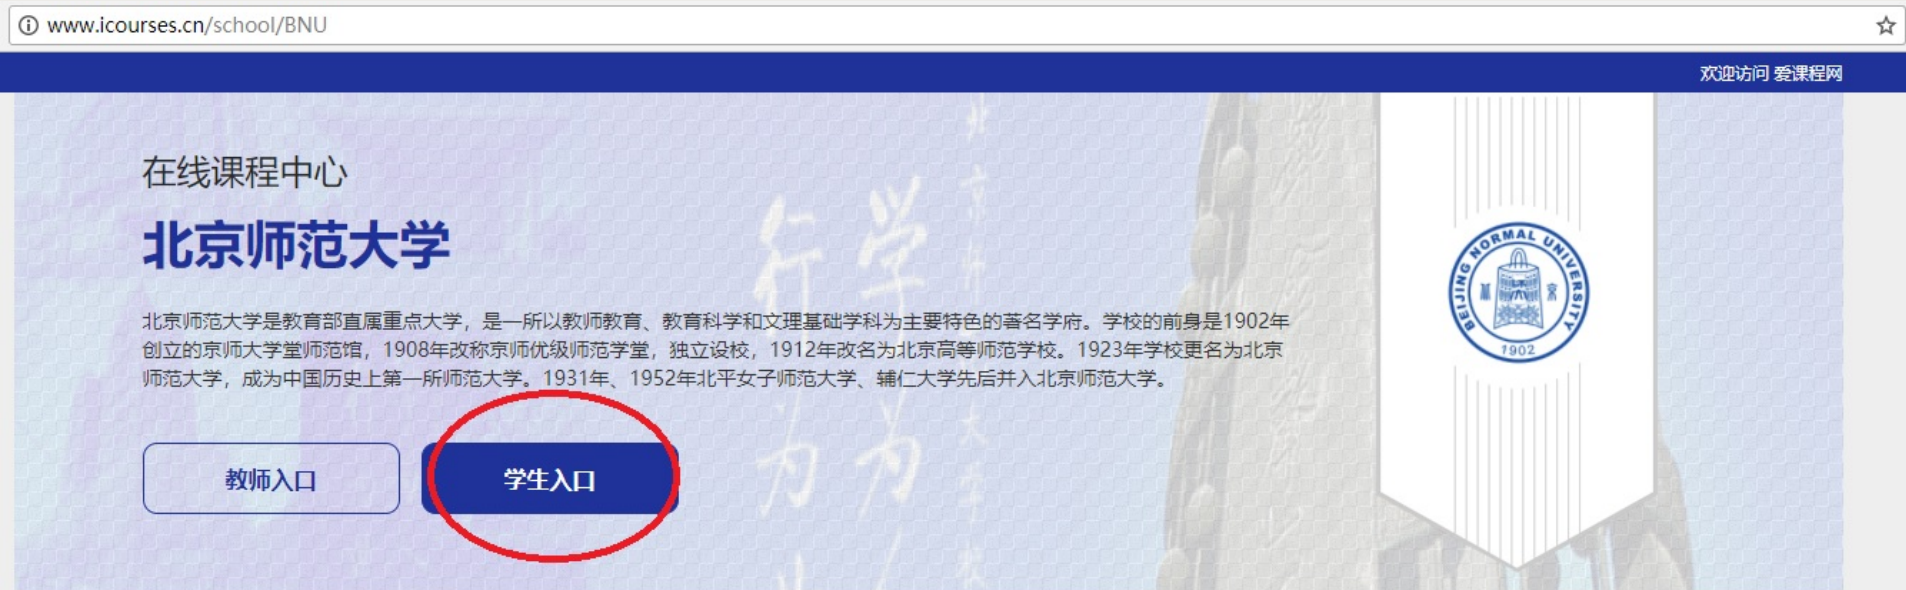 www.icourses.cn/school/BNU
欢迎访问 爱课程网
在线课程中心
北京师范大学
北京师范大学是教育部直属重点大学，是一所以教师教育、教育科学和文理基础学科为主要特色的著名学府。学校的前身是1902年
创立的京师大学堂师范馆，1908年改称京师优级师范学堂，独立设校，1912年改名为北京高等师范学校。1923年学校更名为北京
师范大学，成为中国历史上第一所师范大学。1931年、1952年北平女子师范大学、辅仁大学先后并入北京师范大学。
教师入口
学生入口
BEIJING NORMAL UNIVERSITY
1902
学为
行为